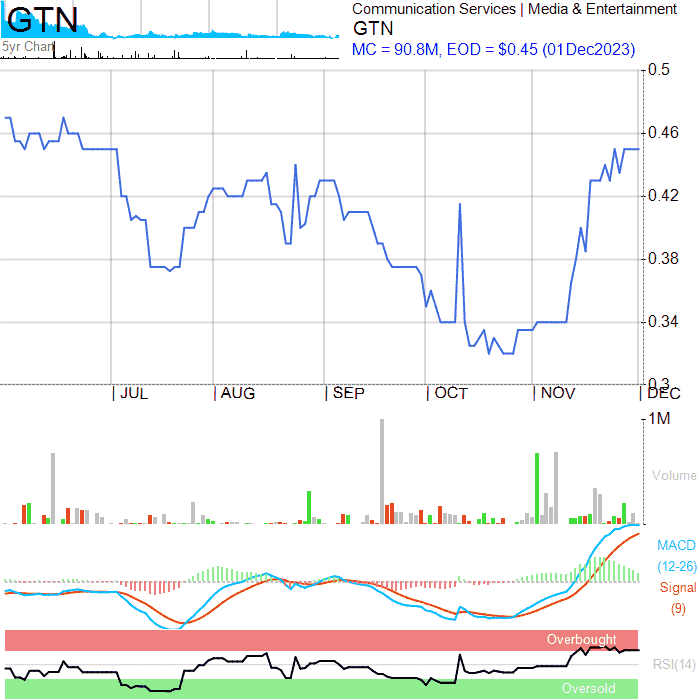 GTN
5yr Chart
Communication Services | Media & Entertainment
GTN
MC = 90.8M, EOD = $0.45 (01Dec2023)
0.5
0.46
0.42
0.38
0.34
0.3
JUL AUG SEP OCT NOV DEC
1M
Volume
MACD
(12-26)
Signal
(9)
Overbought
RSI(14)
Oversold